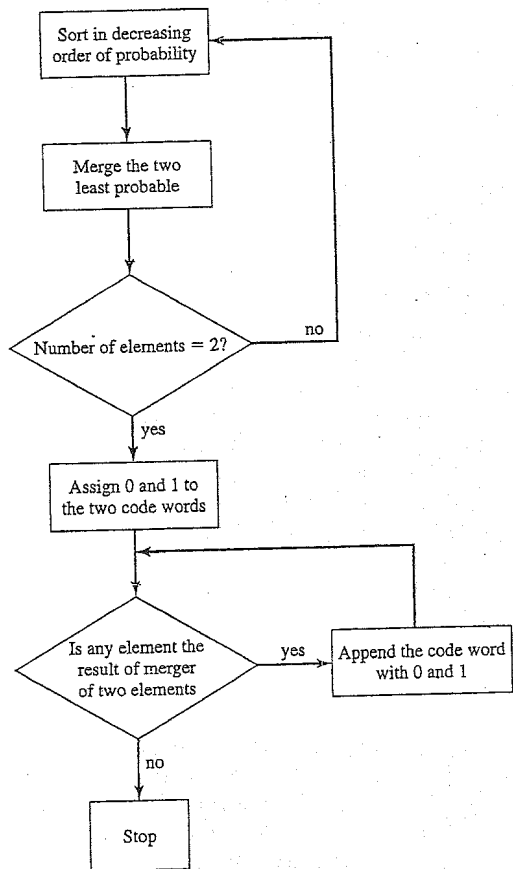 Sort in decreasing
order of probability
Merge the two
least probable
Number of elements = 2?
no
yes
Assign 0 and 1 to
the two code words
Is any element the
result of merger
of two elements
yes
Append the code word
with 0 and 1
no
Stop